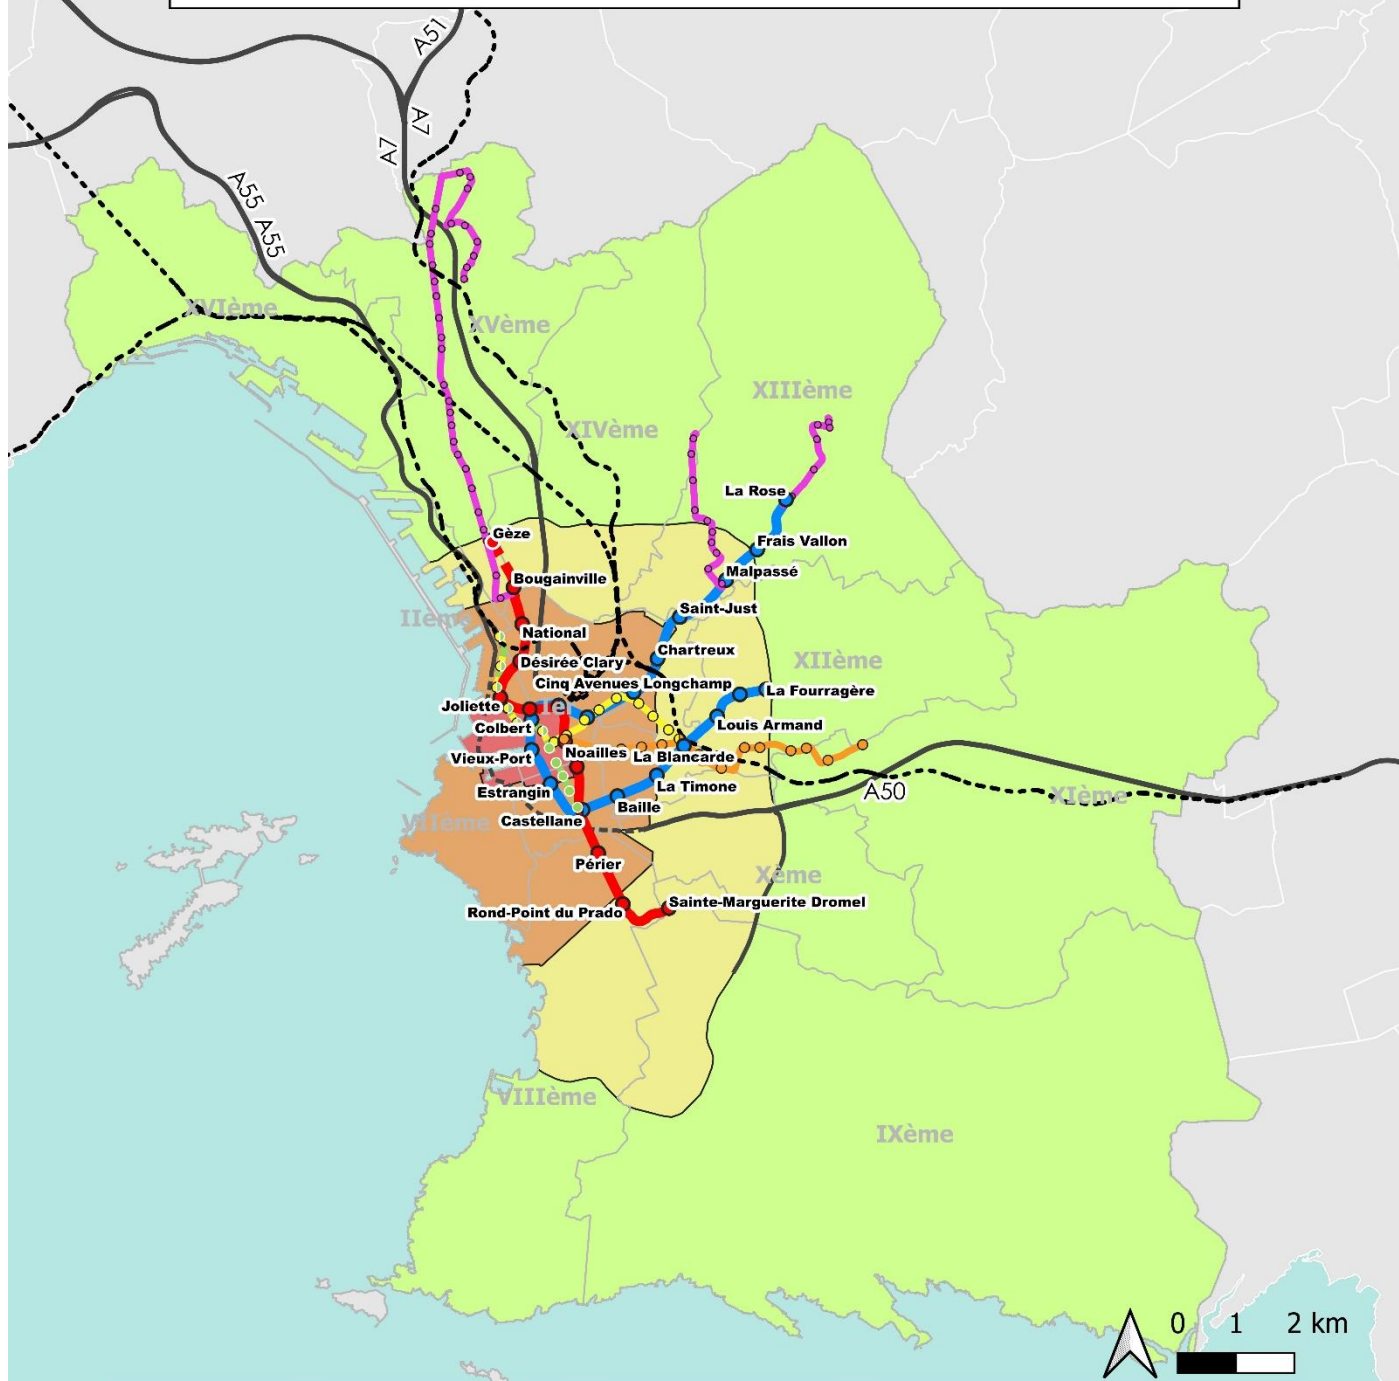 A51
A7
A7
A55
A55
XVIème
XVème
XIIIème
XIVème
La Rose
Gèze
Frais Vallon
Bougainville
Malpassé
Saint-Just
National
Chartreux
Désirée Clary
XIIème
Cinq Avenues Longchamp
La Fourragère
Joliette
Colbert
Louis Armand
Vieux-Port
Noailles
La Blancarde
Estrangin
La Timone
A50
XIème
Baille
Castellane
VIIème
Périer
Xème
Sainte-Marguerite Dromel
Rond-Point du Prado
VIIIème
IXème
0 1 2 km